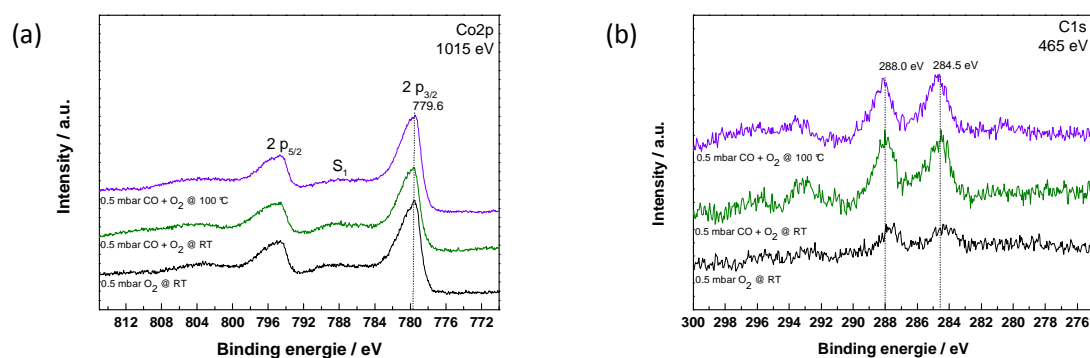 (a)
Co2p
1015 eV
2 p3/2
779.6
2 p5/2
S1
0.5 mbar CO + O2 @ 100 °C
0.5 mbar CO + O2 @ RT
0.5 mbar O2 @ RT
Intensity / a.u.
812 808 804 800 796 792 788 784 780 776 772
Binding energie / eV
(b)
C1s
465 eV
288.0 eV 284.5 eV
0.5 mbar CO + O2 @ 100 °C
0.5 mbar CO + O2 @ RT
0.5 mbar O2 @ RT
Intensity / a.u.
300 298 296 294 292 290 288 286 284 282 280 278 276
Binding energie / eV